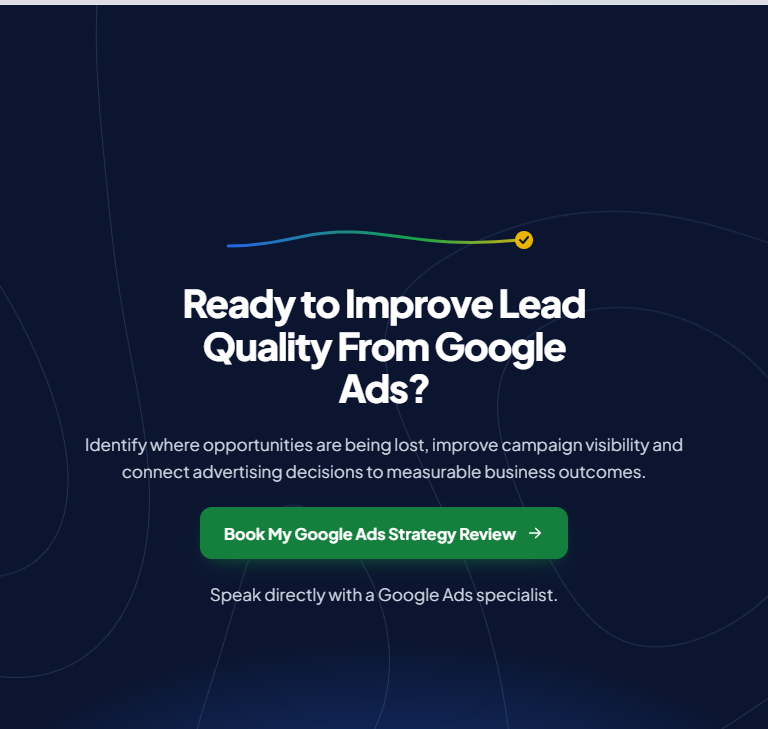 Ready to Improve Lead
Quality From Google
Ads?
Identify where opportunities are being lost, improve campaign visibility and
connect advertising decisions to measurable business outcomes.
Book My Google Ads Strategy Review →
Speak directly with a Google Ads specialist.